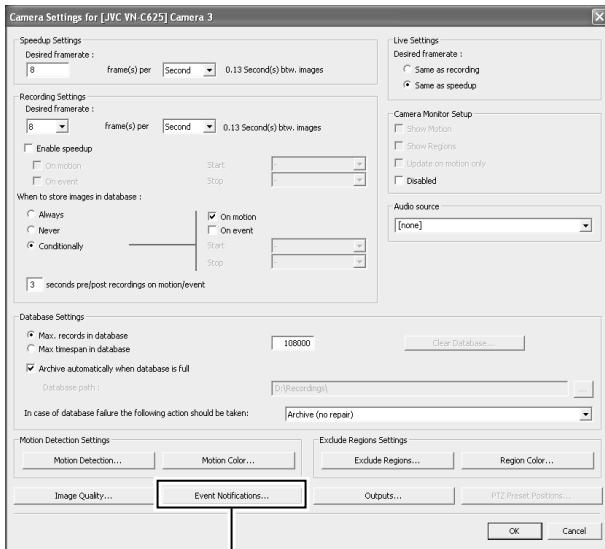 Camera Settings for [JVC VN-C625] Camera 3
Speedup Settings
Desired framerate :
8 frame(s) per Second 0.13 Second(s) btw. images
Recording Settings
Desired framerate :
8 frame(s) per Second 0.13 Second(s) btw. images
Enable speedup
On motion Start -
On event Stop -
When to store images in database :
Always
Never
Conditionally
On motion
On event
Start -
Stop -
3 seconds pre/post recordings on motion/event
Live Settings
Desired framerate :
Same as recording
Same as speedup
Camera Monitor Setup
Show Motion
Show Regions
Update on motion only
Disabled
Audio source
[none]
Database Settings
Max. records in database 108000 Clear Database...
Max timespan in database
Archive automatically when database is full
Database path : D:\Recordings\ ...
In case of database failure the following action should be taken: Archive (no repair)
Motion Detection Settings
Motion Detection... Motion Color...
Exclude Regions Settings
Exclude Regions... Region Color...
Image Quality... Event Notifications... Outputs... PTZ Preset Positions...
OK Cancel